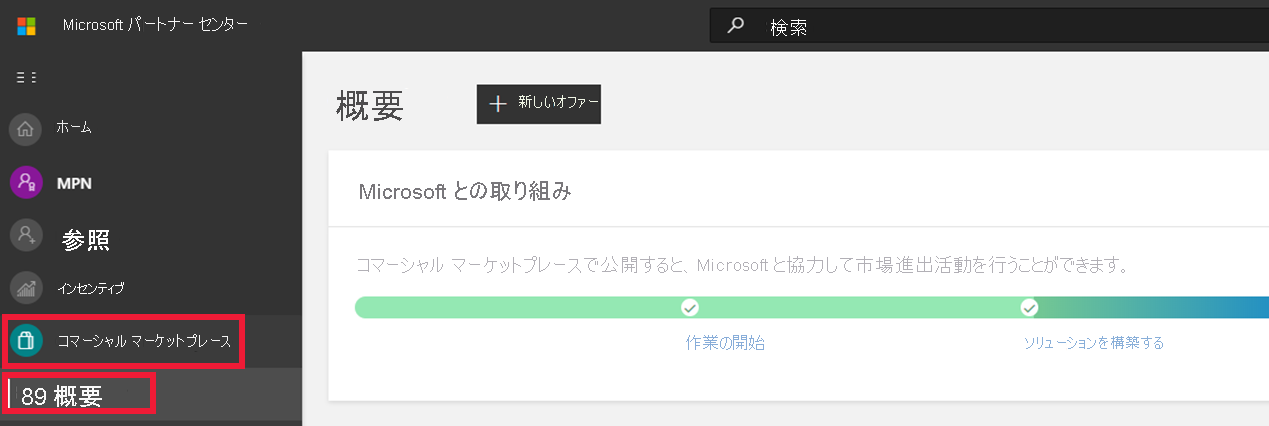 Microsoft パートナー センター
検索
ホーム
MPN
参照
インセンティブ
コマーシャル マーケットプレース
89 概要
概要
新しいオファー
Microsoft との取り組み
コマーシャル マーケットプレースで公開すると、Microsoft と協力して市場進出活動を行うことができます。
作業の開始
ソリューションを構築する